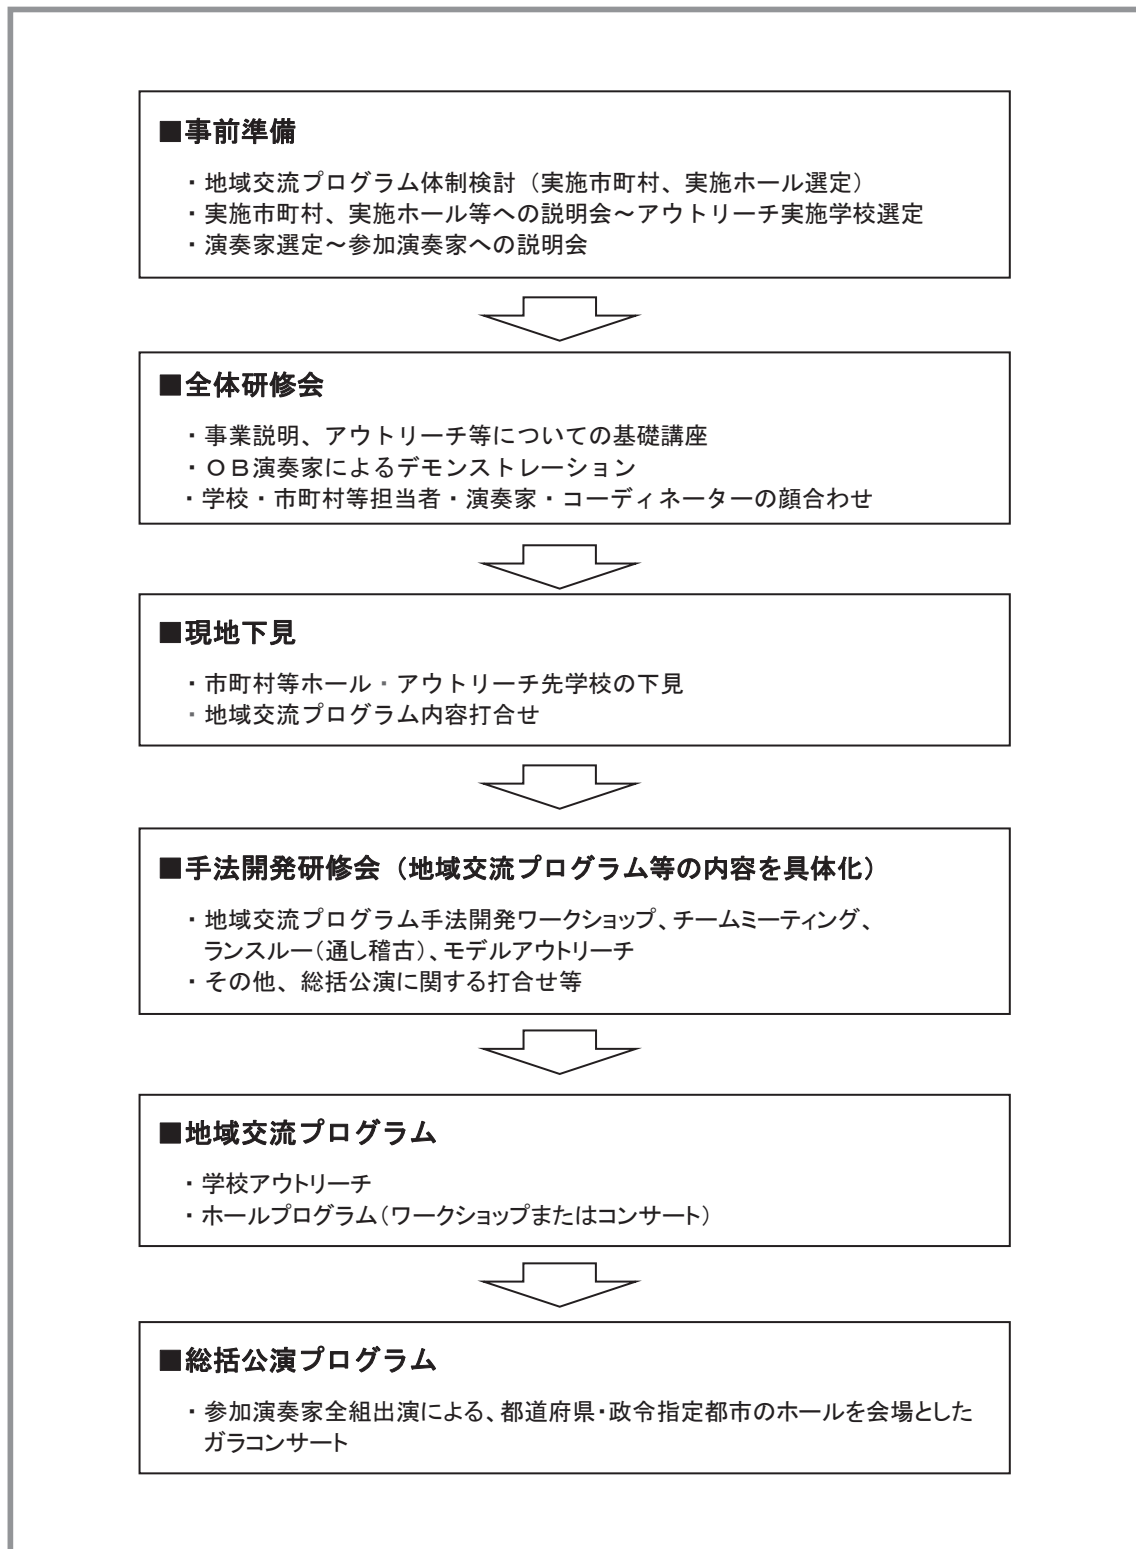 ■事前準備
・地域交流プログラム体制検討（実施市町村、実施ホール選定）
・実施市町村、実施ホール等への説明会～アウトリーチ実施学校選定
・演奏家選定～参加演奏家への説明会
■全体研修会
・事業説明、アウトリーチ等についての基礎講座
・ＯＢ演奏家によるデモンストレーション
・学校・市町村等担当者・演奏家・コーディネーターの顔合わせ
■現地下見
・市町村等ホール・アウトリーチ先学校の下見
・地域交流プログラム内容打合せ
■手法開発研修会（地域交流プログラム等の内容を具体化）
・地域交流プログラム手法開発ワークショップ、チームミーティング、
ランスルー（通し稽古）、モデルアウトリーチ
・その他、総括公演に関する打合せ等
■地域交流プログラム
・学校アウトリーチ
・ホールプログラム（ワークショップまたはコンサート）
■総括公演プログラム
・参加演奏家全組出演による、都道府県・政令指定都市のホールを会場とした
ガラコンサート